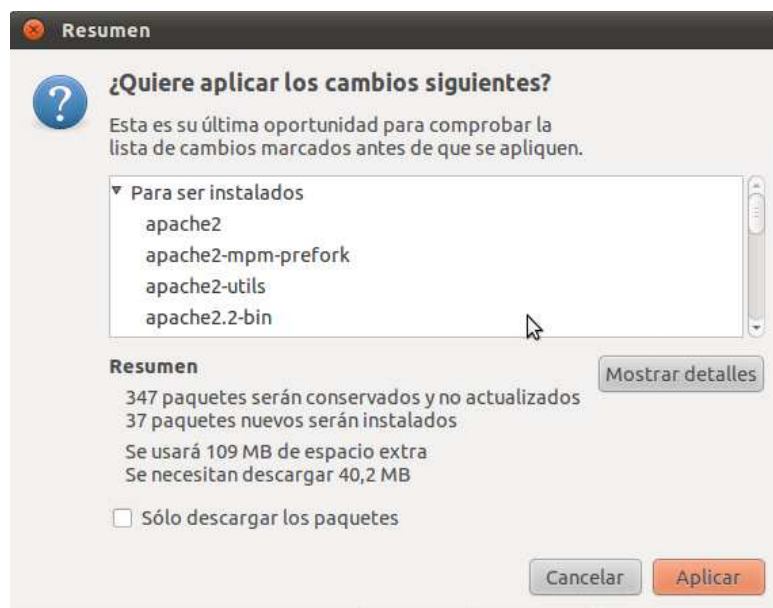 Resumen
¿Quiere aplicar los cambios siguientes?
Esta es su última oportunidad para comprobar la
lista de cambios marcados antes de que se apliquen.
Para ser instalados
apache2
apache2-mpm-prefork
apache2-utils
apache2.2-bin
Resumen
Mostrar detalles
347 paquetes serán conservados y no actualizados
37 paquetes nuevos serán instalados
Se usará 109 MB de espacio extra
Se necesitan descargar 40,2 MB
Sólo descargar los paquetes
Cancelar
Aplicar